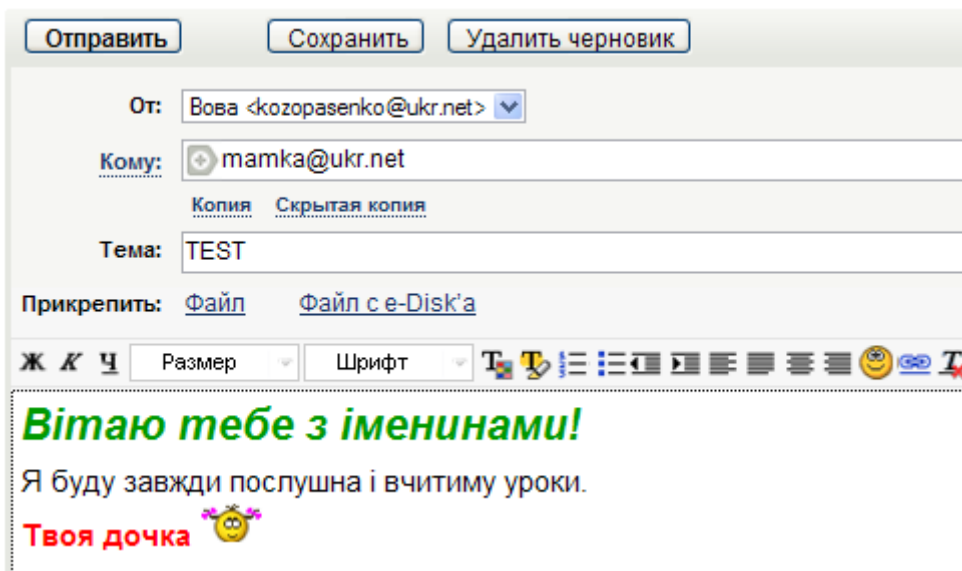 Отправить Сохранить Удалить черновик
От: Вова <kozopasenko@ukr.net>
Кому: mamka@ukr.net
Копия Скрытая копия
Тема: TEST
Прикрепить: Файл Файл с e-Disk'а
Ж К Ч Размер Шрифт
Вітаю тебе з іменинами!
Я буду завжди послушна і вчитиму уроки.
Твоя дочка